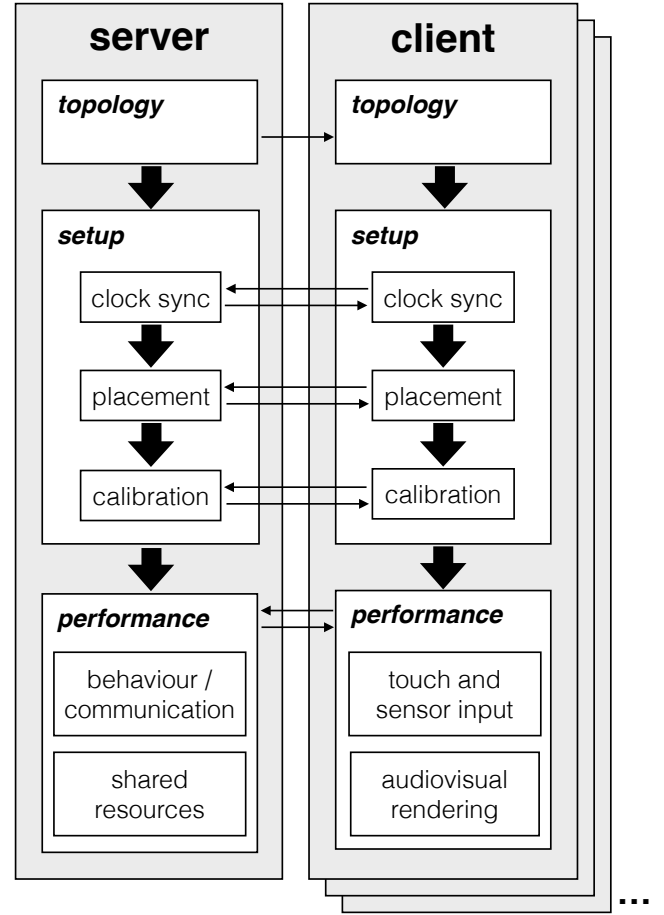 server
topology
setup
clock sync
placement
calibration
performance
behaviour /
communication
shared
resources
client
topology
setup
clock sync
placement
calibration
performance
touch and
sensor input
audiovisual
rendering
...